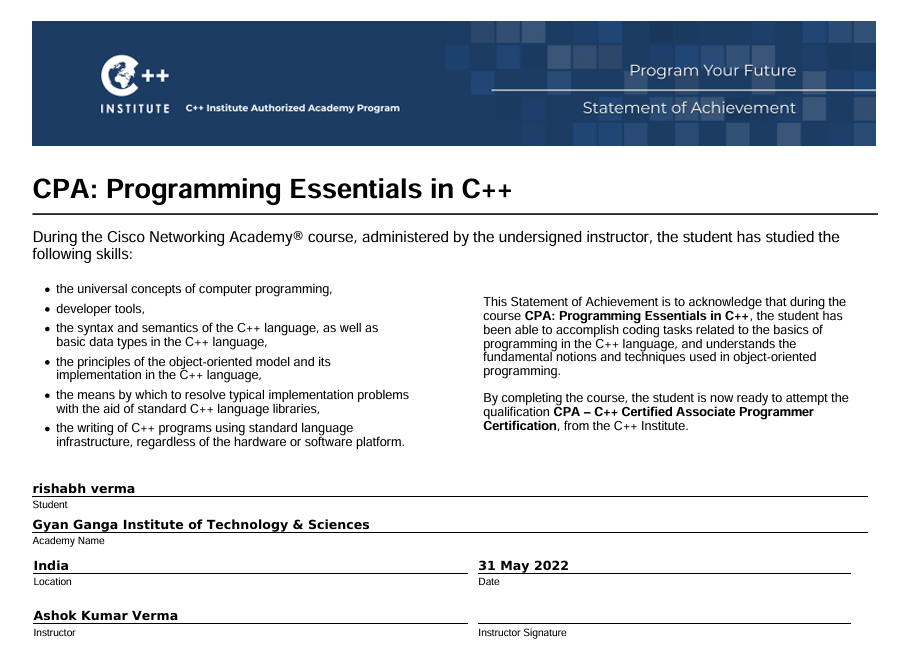 C++
INSTITUTE
C++ Institute Authorized Academy Program
Program Your Future
Statement of Achievement
CPA: Programming Essentials in C++
During the Cisco Networking Academy® course, administered by the undersigned instructor, the student has studied the
following skills:
• the universal concepts of computer programming,
• developer tools,
• the syntax and semantics of the C++ language, as well as
basic data types in the C++ language,
• the principles of the object-oriented model and its
implementation in the C++ language,
• the means by which to resolve typical implementation problems
with the aid of standard C++ language libraries,
• the writing of C++ programs using standard language
infrastructure, regardless of the hardware or software platform.
This Statement of Achievement is to acknowledge that during the
course CPA: Programming Essentials in C++, the student has
been able to accomplish coding tasks related to the basics of
programming in the C++ language, and understands the
fundamental notions and techniques used in object-oriented
programming.
By completing the course, the student is now ready to attempt the
qualification CPA – C++ Certified Associate Programmer
Certification, from the C++ Institute.
rishabh verma
Student
Gyan Ganga Institute of Technology & Sciences
Academy Name
India
Location
31 May 2022
Date
Ashok Kumar Verma
Instructor
Instructor Signature